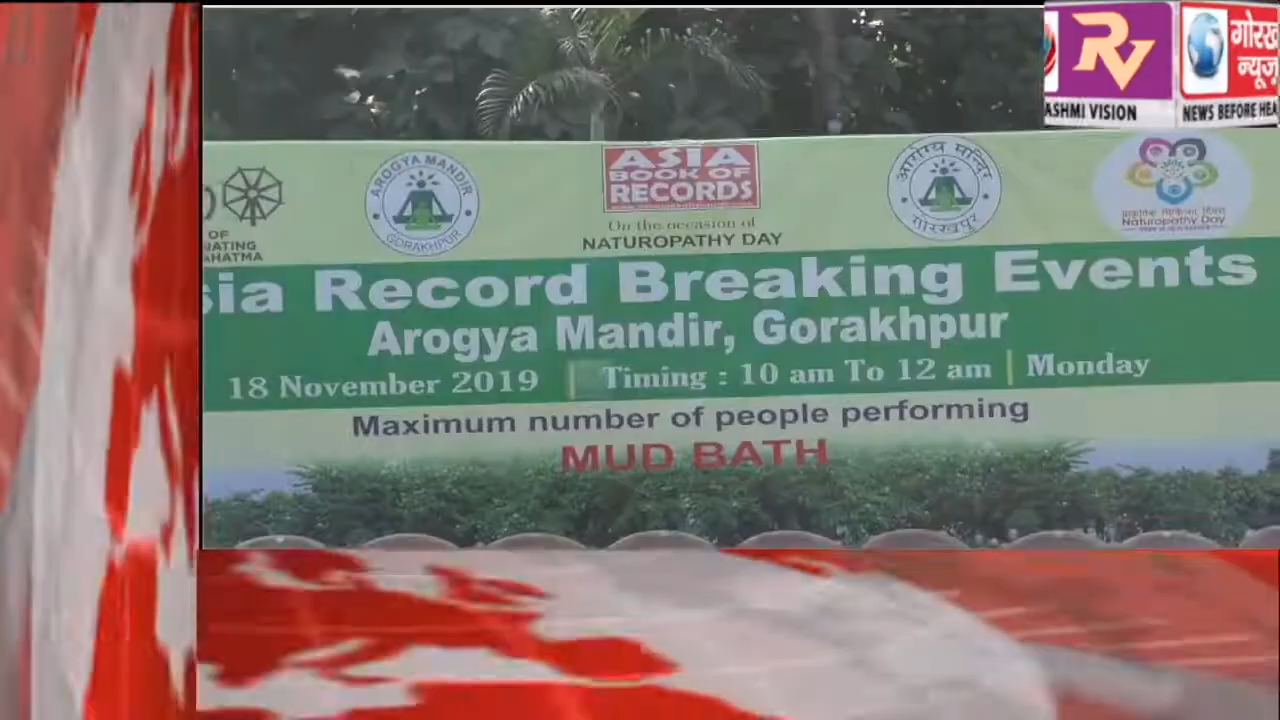 RV
ASHMI VISION
गोरख
न्यूज़
NEWS BEFORE HEA
OF
RATING
AHATMA
AROGYA MANDIR
GORAKHPUR
ASIA
BOOK OF
RECORDS
On the occasion of
NATUROPATHY DAY
आरोग्य मन्दिर
गोरखपुर
प्राकृतिक चिकित्सा दिवस
Naturopathy Day
sia Record Breaking Events
Arogya Mandir, Gorakhpur
18 November 2019 | Timing : 10 am To 12 am | Monday
Maximum number of people performing
MUD BATH